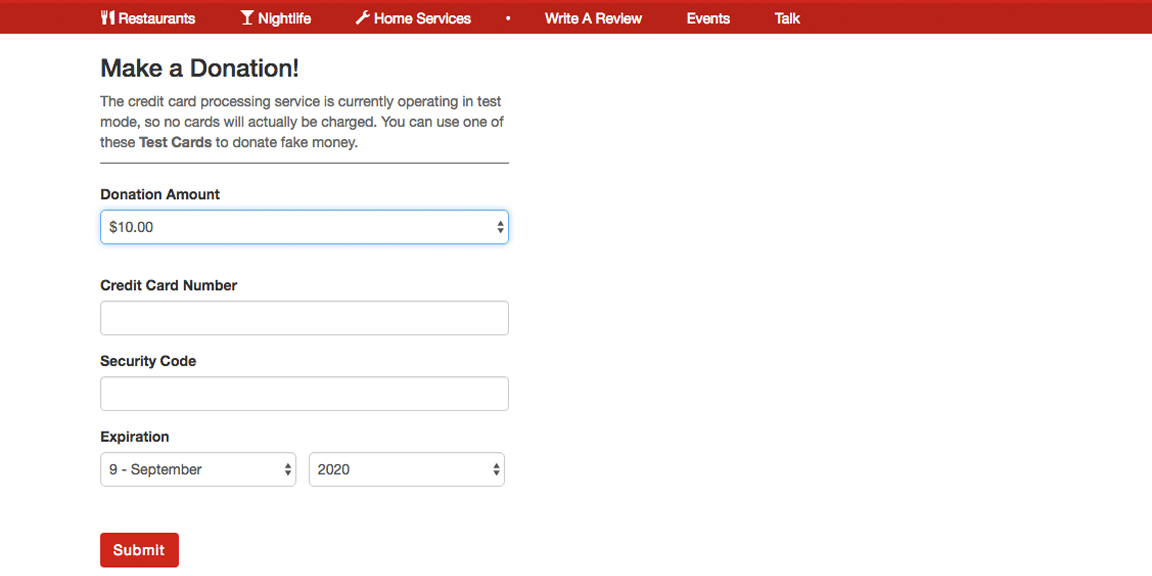 Restaurants Nightlife Home Services • Write A Review Events Talk
Make a Donation!
The credit card processing service is currently operating in test
mode, so no cards will actually be charged. You can use one of
these Test Cards to donate fake money.
Donation Amount
$10.00
Credit Card Number
Security Code
Expiration
9 - September 2020
Submit